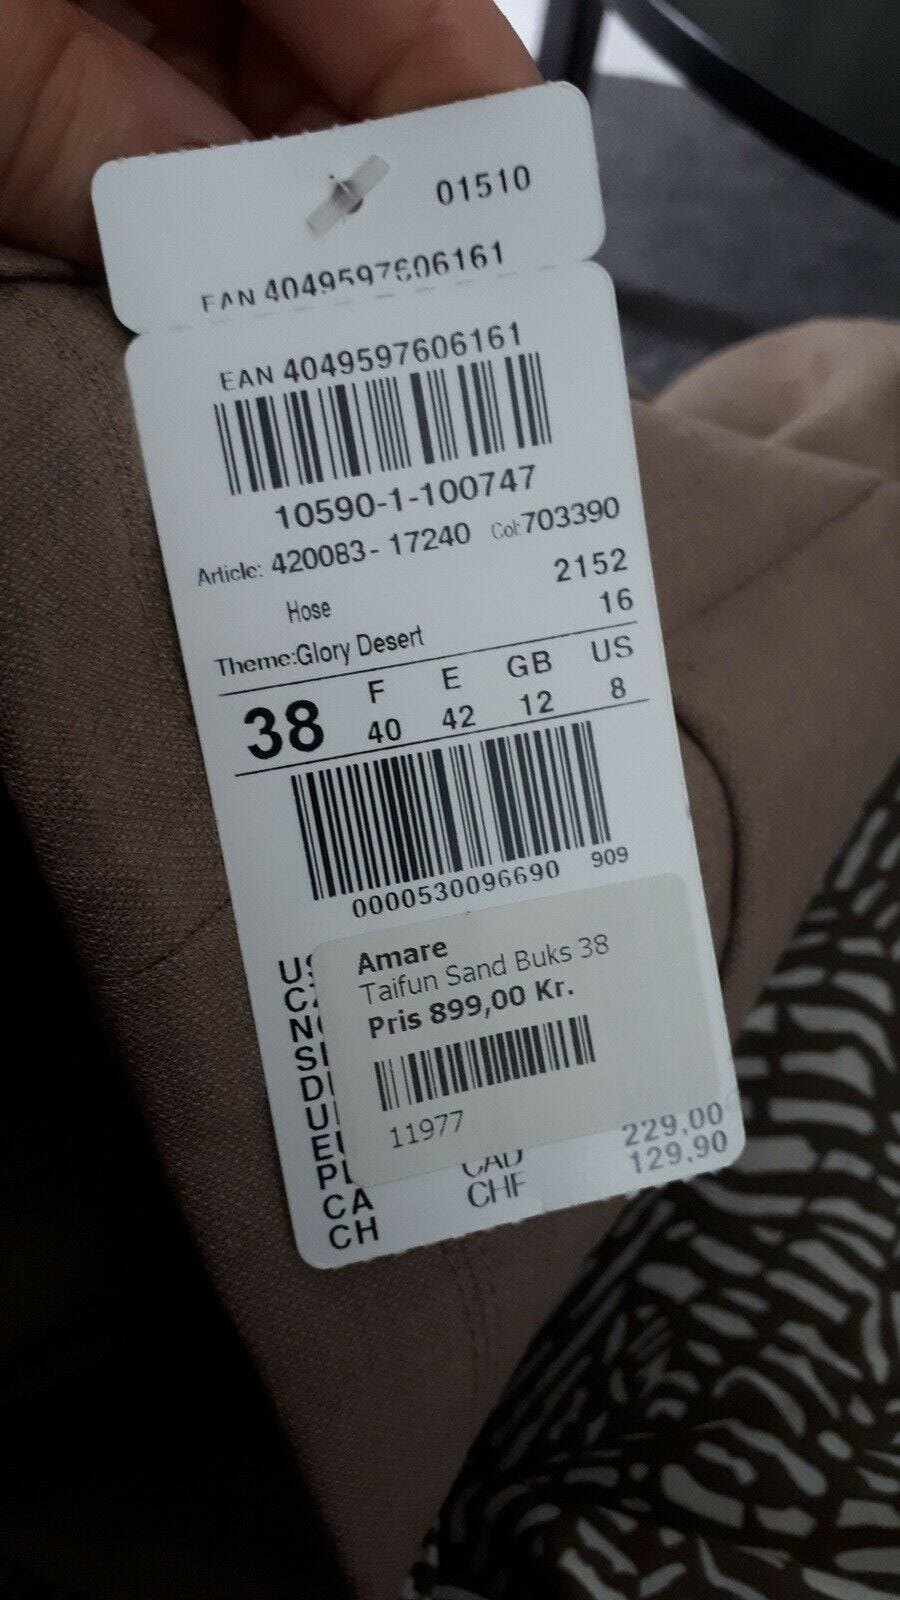 01510
EAN 4049597606161
EAN 4049597606161
10590-1-100747
Article: 420083- 17240 Col:703390
Hose 2152
16
Theme:Glory Desert
F E GB US
38 40 42 12 8
0000530096690 909
Amare
Taifun Sand Buks 38
Pris 899,00 Kr.
11977
CAD 229,00
CA CHF 129,90
CH